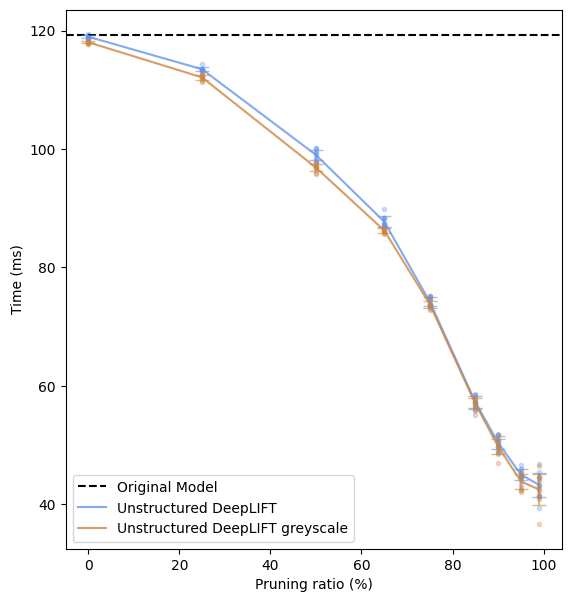 120
100
80
60
40
Time (ms)
Original Model
Unstructured DeepLIFT
Unstructured DeepLIFT greyscale
0 20 40 60 80 100
Pruning ratio (%)